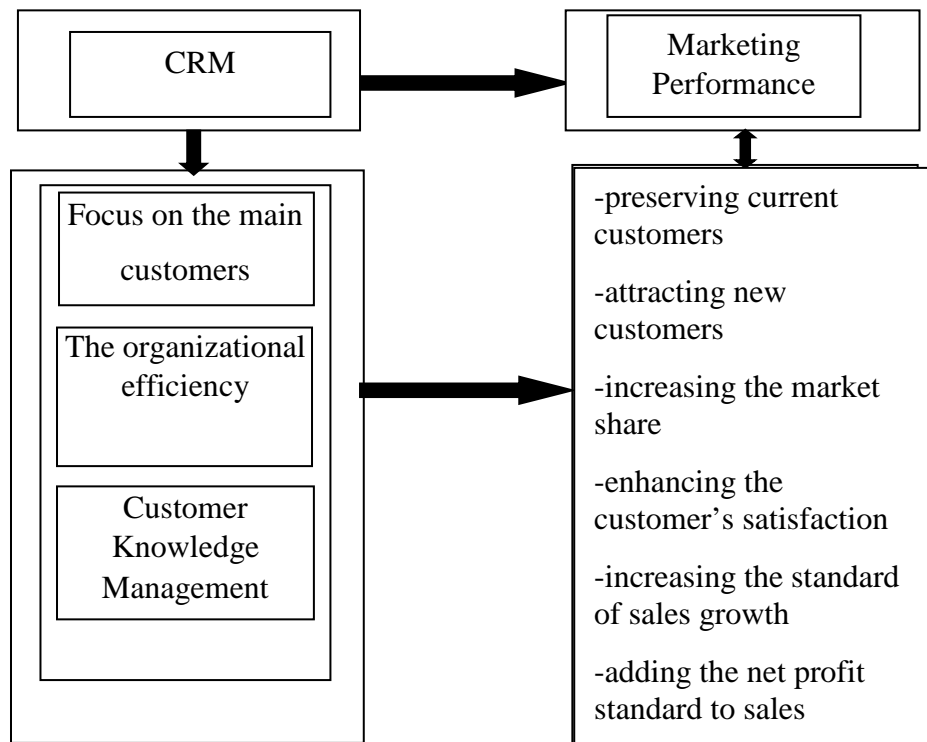 CRM
Marketing
Performance
Focus on the main
customers
The organizational
efficiency
Customer
Knowledge
Management
-preserving current
customers
-attracting new
customers
-increasing the market
share
-enhancing the
customer’s satisfaction
-increasing the standard
of sales growth
-adding the net profit
standard to sales